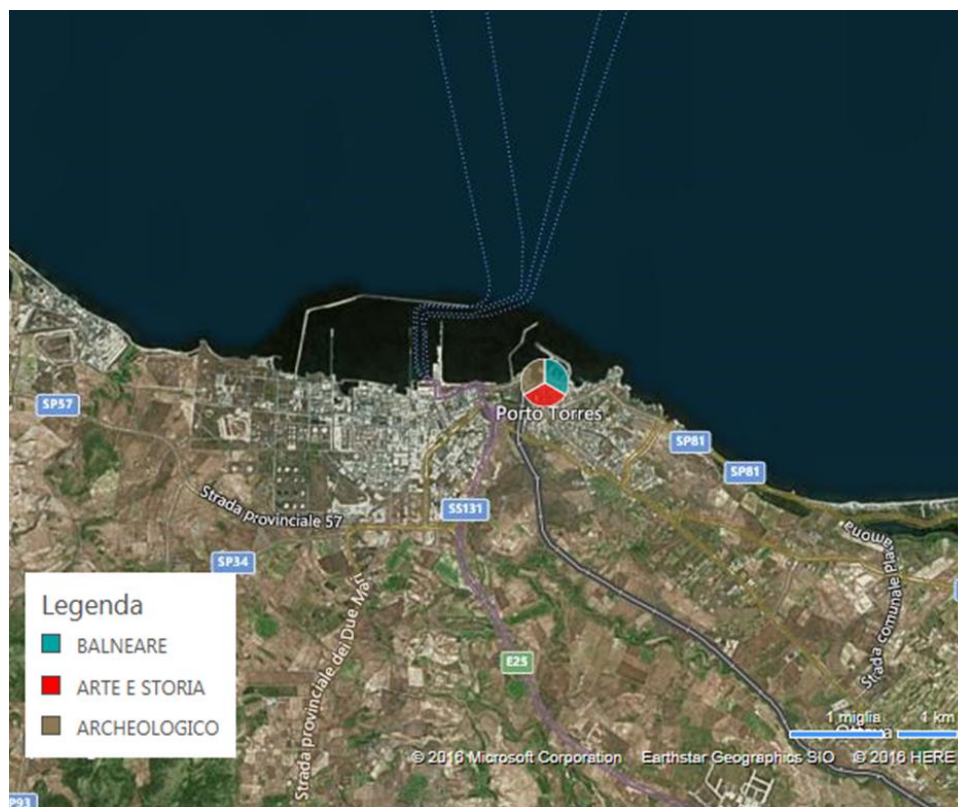 Porto Torres
SP57
SP81
SP81
Strada provinciale 57
SS131
SP34
Strada comunale Platamona
Strada provinciale dei Due Mari
E25
Legenda
BALNEARE
ARTE E STORIA
ARCHEOLOGICO
1 miglia
1 km
© 2016 Microsoft Corporation Earthstar Geographics SIO © 2016 HERE
P93